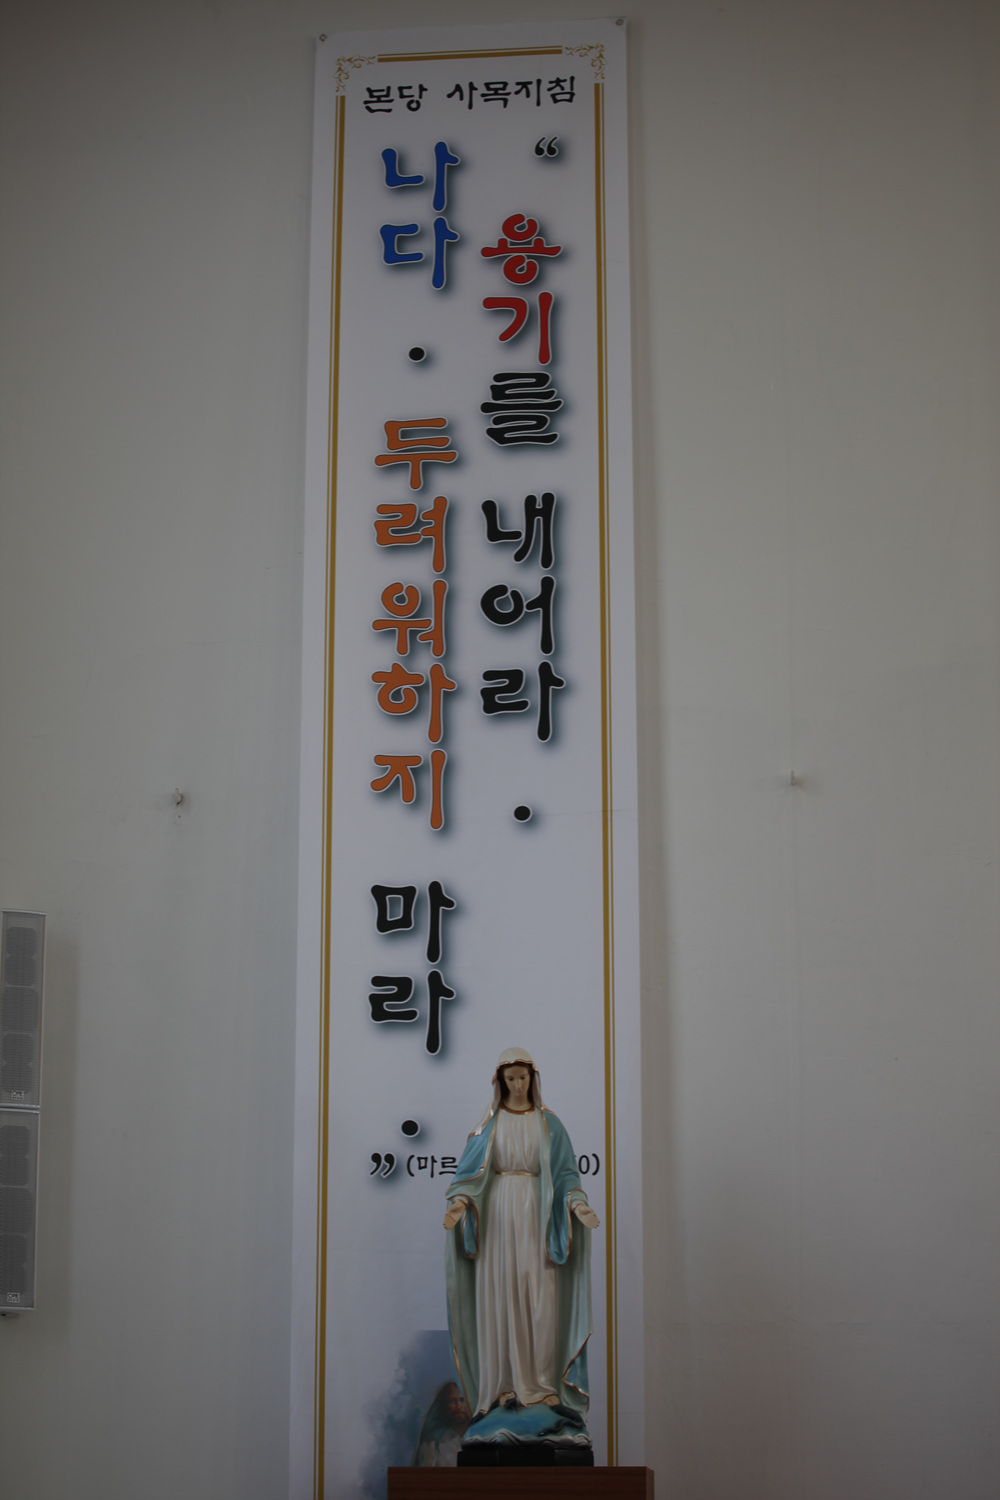 본당 사목지침
“ 용기를 내어라 .
나다 . 두려워하지 마라 . ” (마르 0)